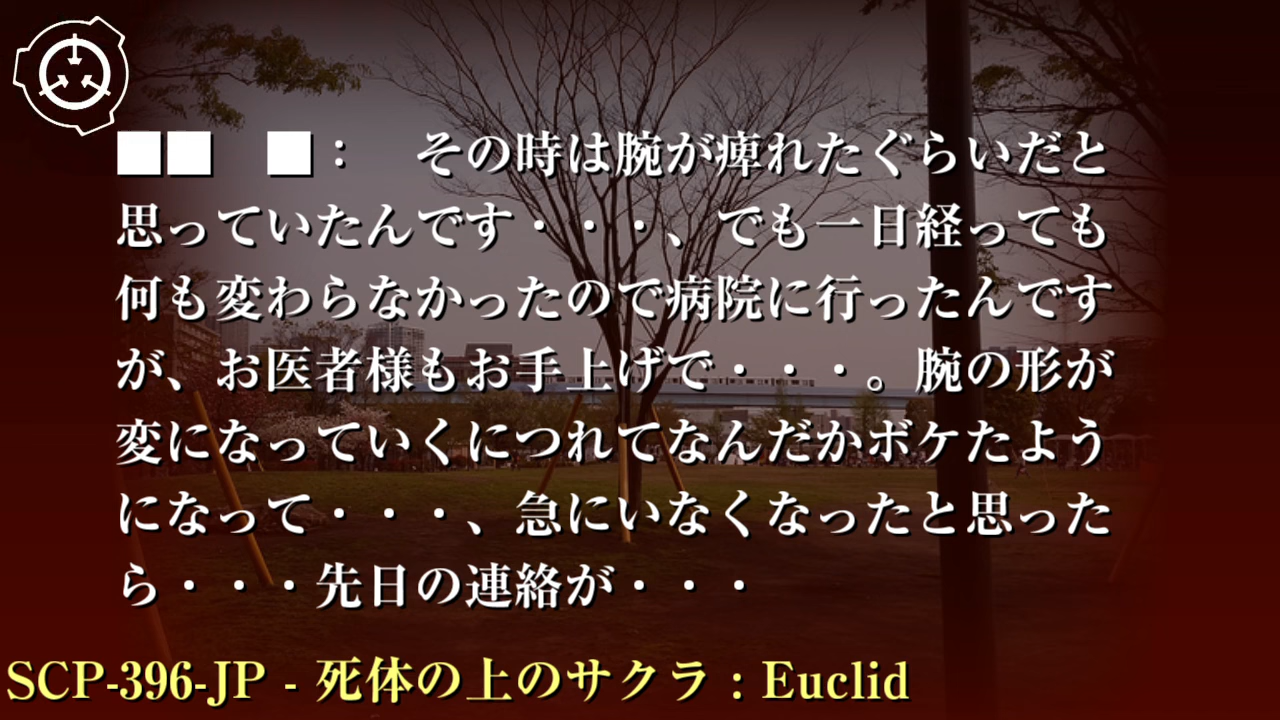 ■■　■：　その時は腕が痺れたぐらいだと
思っていたんです・・・、でも一日経っても
何も変わらなかったので病院に行ったんです
が、お医者様もお手上げで・・・。腕の形が
変になっていくにつれてなんだかボケたよう
になって・・・、急にいなくなったと思った
ら・・・先日の連絡が・・・
SCP-396-JP - 死体の上のサクラ : Euclid